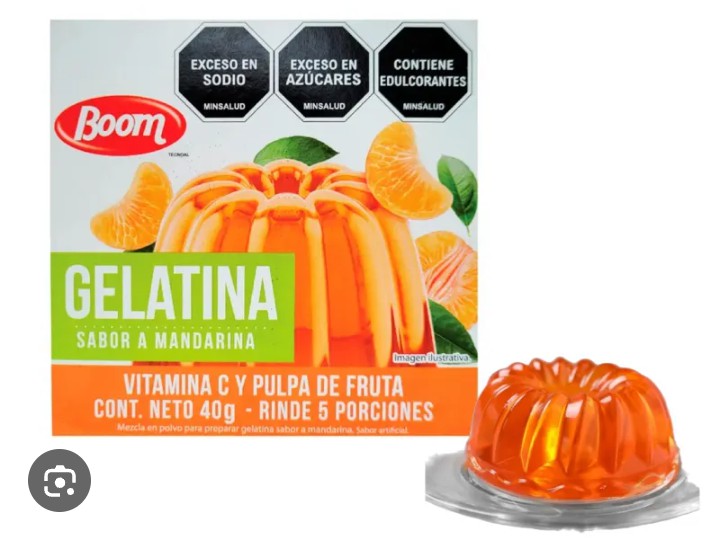 EXCESO EN
SODIO
MINSALUD
EXCESO EN
AZÚCARES
MINSALUD
CONTIENE
EDULCORANTES
MINSALUD
Boom
TECNOAL
GELATINA
SABOR A MANDARINA
Imagen ilustrativa
VITAMINA C Y PULPA DE FRUTA
CONT. NETO 40g - RINDE 5 PORCIONES
Mezcla en polvo para preparar gelatina sabor a mandarina. Sabor artificial.